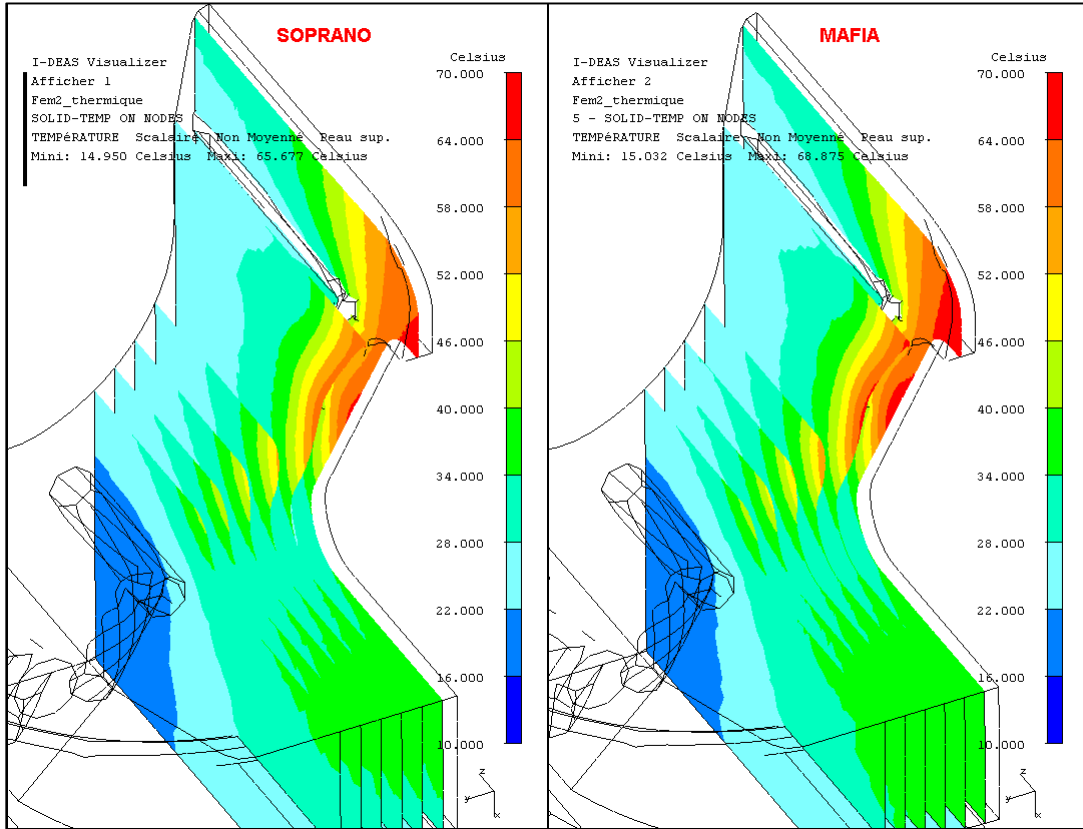 SOPRANO
I-DEAS Visualizer
Afficher 1
Fem2_thermique
SOLID-TEMP ON NODES
TEMPéRATURE Scalaire Non Moyenné Peau sup.
Mini: 14.950 Celsius Maxi: 65.677 Celsius
Celsius
70.000
64.000
58.000
52.000
46.000
40.000
34.000
28.000
22.000
16.000
10.000
z
y
x
MAFIA
I-DEAS Visualizer
Afficher 2
Fem2_thermique
5 - SOLID-TEMP ON NODES
TEMPéRATURE Scalaire Non Moyenné Peau sup.
Mini: 15.032 Celsius Maxi: 68.875 Celsius
Celsius
70.000
64.000
58.000
52.000
46.000
40.000
34.000
28.000
22.000
16.000
10.000
z
y
x